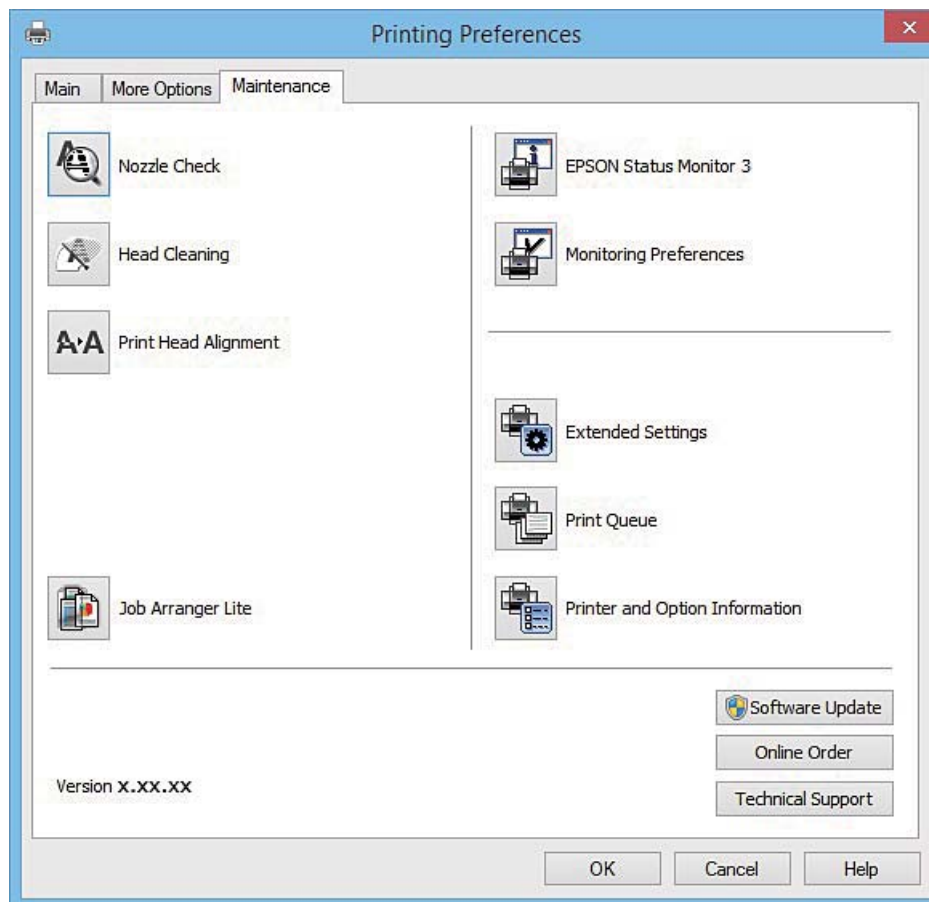 Printing Preferences
Main
More Options
Maintenance
Nozzle Check
Head Cleaning
A A Print Head Alignment
Job Arranger Lite
EPSON Status Monitor 3
Monitoring Preferences
Extended Settings
Print Queue
Printer and Option Information
Software Update
Online Order
Technical Support
Version x.xx.xx
OK
Cancel
Help